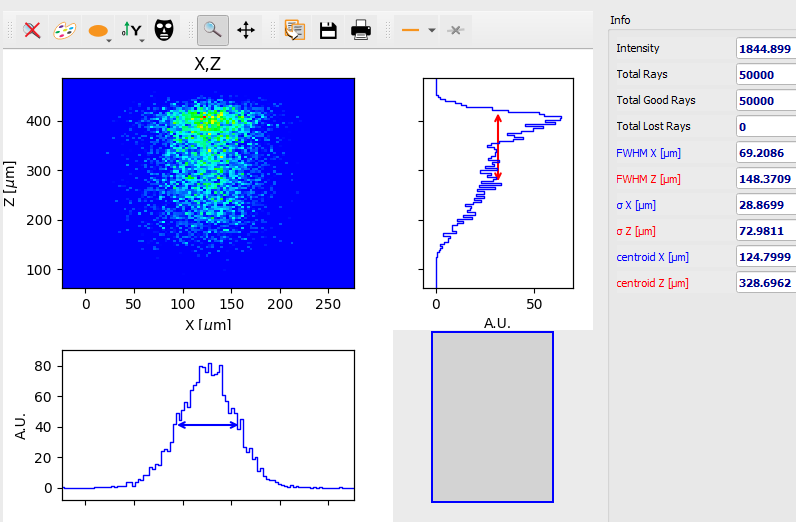 Y
Info
X,Z
Intensity 1844.899
Total Rays 50000
Total Good Rays 50000
Total Lost Rays 0
FWHM X [µm] 69.2086
FWHM Z [µm] 148.3709
σ X [µm] 28.8699
σ Z [µm] 72.9811
centroid X [µm] 124.7999
centroid Z [µm] 328.6962
Z [µm]
400
300
200
100
0 50 100 150 200 250
X [µm]
0 50
A.U.
A.U.
80
60
40
20
0